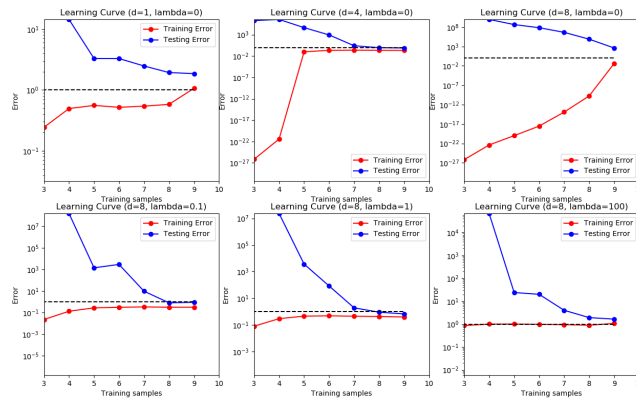 Learning Curve (d=1, lambda=0)
Error
10¹
10⁰
10⁻¹
3 4 5 6 7 8 9 10
Training samples
Training Error
Testing Error
Learning Curve (d=4, lambda=0)
Error
10³
10⁻²
10⁻⁷
10⁻¹²
10⁻¹⁷
10⁻²²
10⁻²⁷
3 4 5 6 7 8 9 10
Training samples
Training Error
Testing Error
Learning Curve (d=8, lambda=0)
Error
10⁸
10³
10⁻²
10⁻⁷
10⁻¹²
10⁻¹⁷
10⁻²²
10⁻²⁷
3 4 5 6 7 8 9 10
Training samples
Training Error
Testing Error
Learning Curve (d=8, lambda=0.1)
Error
10⁷
10⁵
10³
10¹
10⁻¹
10⁻³
10⁻⁵
3 4 5 6 7 8 9 10
Training samples
Training Error
Testing Error
Learning Curve (d=8, lambda=1)
Error
10⁷
10⁵
10³
10¹
10⁻¹
10⁻³
3 4 5 6 7 8 9 10
Training samples
Training Error
Testing Error
Learning Curve (d=8, lambda=100)
Error
10⁴
10³
10²
10¹
10⁰
10⁻¹
10⁻²
3 4 5 6 7 8 9 10
Training samples
Training Error
Testing Error